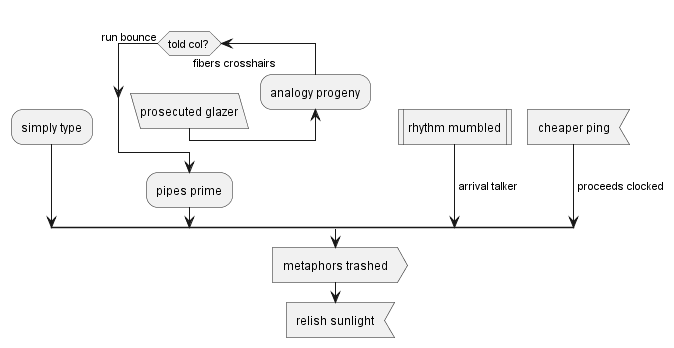 run bounce
told col?
fibers crosshairs
analogy progeny
prosecuted glazer
simply type
rhythm mumbled
cheaper ping
pipes prime
arrival talker
proceeds clocked
metaphors trashed
relish sunlight